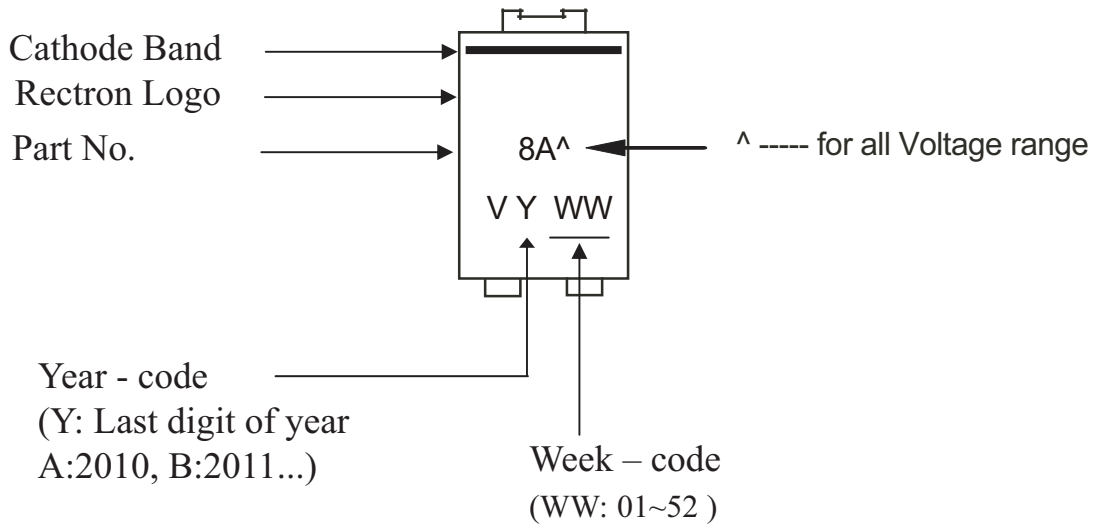 Cathode Band
Rectron Logo
Part No.
8A^
^ ----- for all Voltage range
V Y WW
Year - code
(Y: Last digit of year
A:2010, B:2011...)
Week – code
(WW: 01~52 )